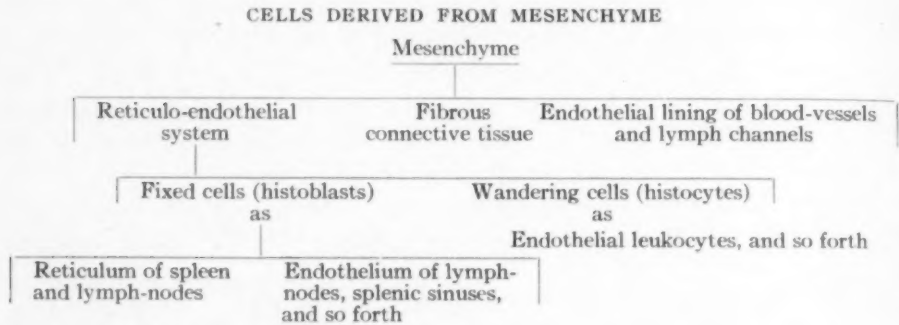 CELLS DERIVED FROM MESENCHYME
Mesenchyme
Reticulo-endothelial
system
Fibrous
connective tissue
Endothelial lining of blood-vessels
and lymph channels
Fixed cells (histoblasts)
as
Wandering cells (histocytes)
as
Endothelial leukocytes, and so forth
Reticulum of spleen
and lymph-nodes
Endothelium of lymph-
nodes, splenic sinuses,
and so forth